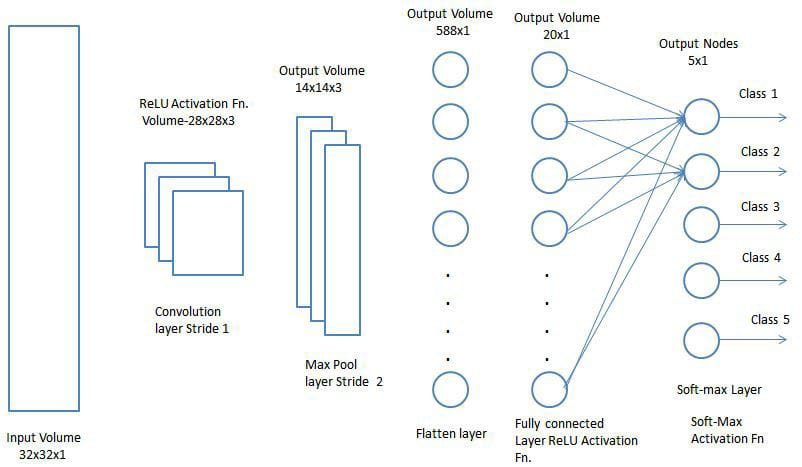 Input Volume
32x32x1
ReLU Activation Fn.
Volume-28x28x3
Convolution
layer Stride 1
Output Volume
14x14x3
Max Pool
layer Stride 2
Output Volume
588x1
Flatten layer
Output Volume
20x1
Fully connected
Layer ReLU Activation
Fn.
Output Nodes
5x1
Class 1
Class 2
Class 3
Class 4
Class 5
Soft-max Layer
Soft-Max
Activation Fn